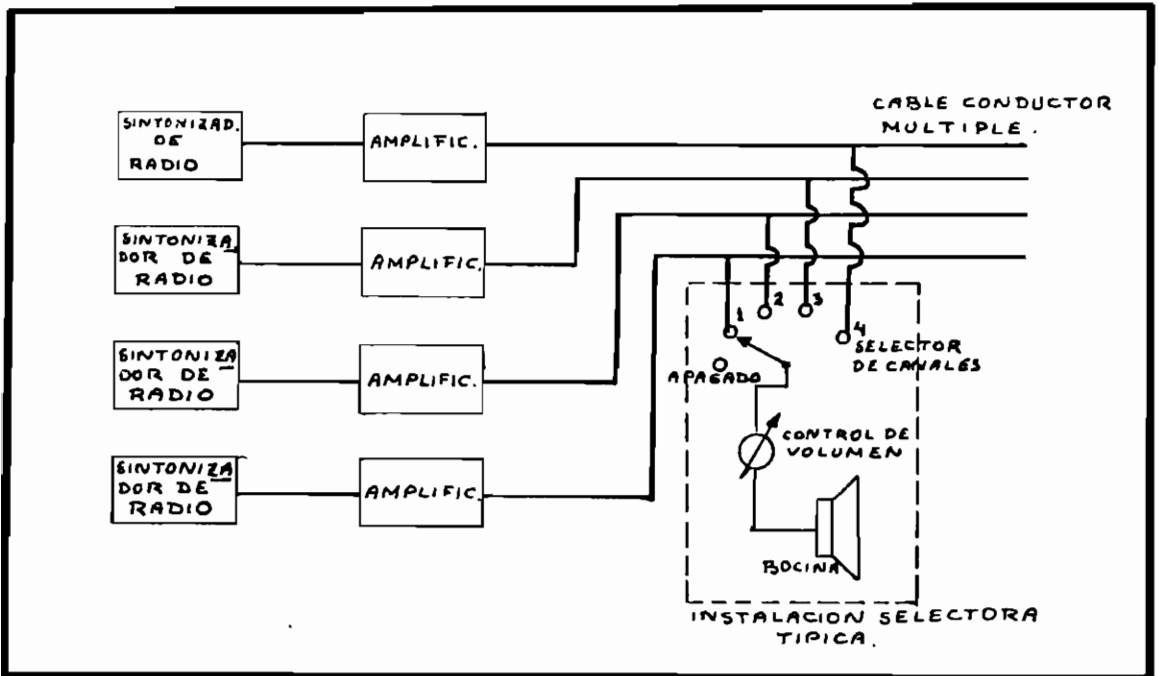 CABLE CONDUCTOR
MULTIPLE.
SINTONIZAD.
DE
RADIO
AMPLIFIC.
SINTONIZA
DOR DE
RADIO
AMPLIFIC.
SINTONIZA
DOR DE
RADIO
AMPLIFIC.
SINTONIZA
DOR DE
RADIO
AMPLIFIC.
1
2
3
4
SELECTOR
DE CANALES
APAGADO
CONTROL DE
VOLUMEN
BOCINA
INSTALACION SELECTORA
TIPICA.